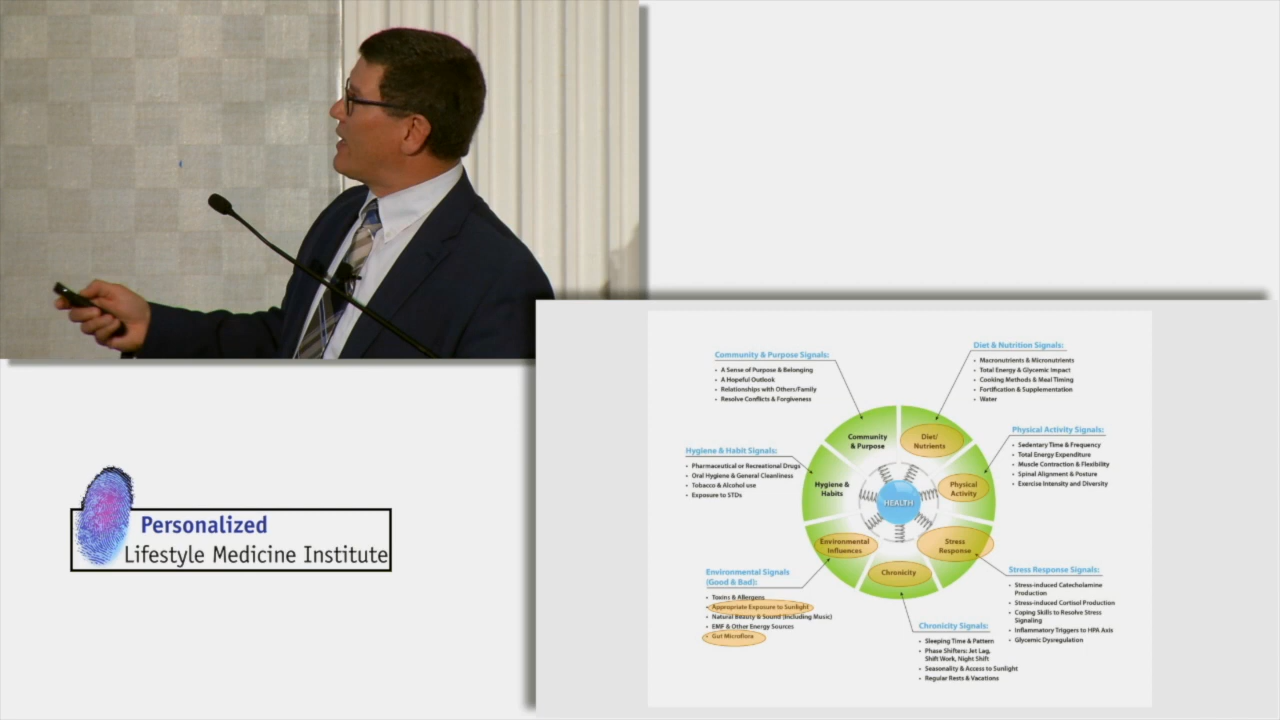 Personalized
Lifestyle Medicine Institute
Community & Purpose Signals:
• A Sense of Purpose & Belonging
• A Hopeful Outlook
• Relationships with Others/Family
• Resolve Conflicts & Forgiveness
Diet & Nutrition Signals:
• Macronutrients & Micronutrients
• Total Energy & Glycemic Impact
• Cooking Methods & Meal Timing
• Fortification & Supplementation
• Water
Hygiene & Habit Signals:
• Pharmaceutical or Recreational Drugs
• Oral Hygiene & General Cleanliness
• Tobacco & Alcohol use
• Exposure to STDs
Physical Activity Signals:
• Sedentary Time & Frequency
• Total Energy Expenditure
• Muscle Contraction & Flexibility
• Spinal Alignment & Posture
• Exercise Intensity and Diversity
Community
& Purpose
Diet/
Nutrients
Hygiene &
Habits
Physical
Activity
HEALTH
Environmental
Influences
Stress
Response
Chronicity
Environmental Signals
(Good & Bad):
• Toxins & Allergens
• Appropriate Exposure to Sunlight
• Natural Beauty & Sound (Including Music)
• EMF & Other Energy Sources
• Gut Microflora
Stress Response Signals:
• Stress-induced Catecholamine
Production
• Stress-induced Cortisol Production
• Coping Skills to Resolve Stress
Signaling
• Inflammatory Triggers to HPA Axis
• Glycemic Dysregulation
Chronicity Signals:
• Sleeping Time & Pattern
• Phase Shifters: Jet Lag,
Shift Work, Night Shift
• Seasonality & Access to Sunlight
• Regular Rests & Vacations